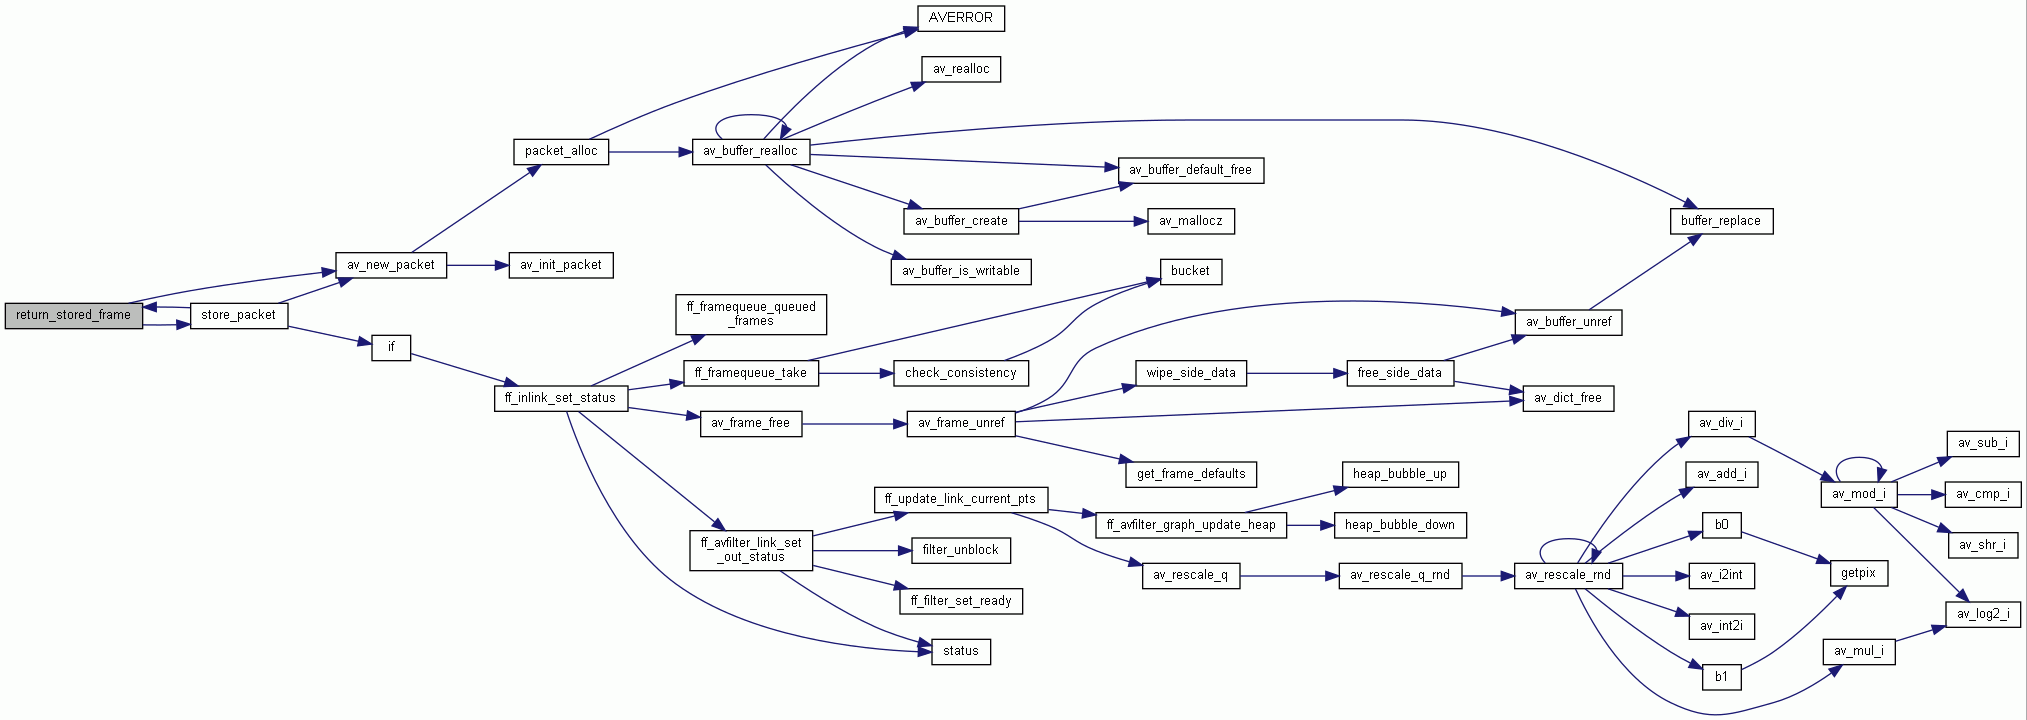 AVERROR
av_realloc
packet_alloc
av_buffer_realloc
av_buffer_default_free
av_buffer_create
av_mallocz
buffer_replace
av_new_packet
av_init_packet
av_buffer_is_writable
bucket
return_stored_frame
store_packet
ff_framequeue_queued
_frames
av_buffer_unref
if
ff_framequeue_take
check_consistency
wipe_side_data
free_side_data
ff_inlink_set_status
av_dict_free
av_frame_free
av_frame_unref
av_div_i
av_sub_i
get_frame_defaults
heap_bubble_up
av_add_i
av_mod_i
av_cmp_i
ff_update_link_current_pts
ff_avfilter_graph_update_heap
heap_bubble_down
b0
av_shr_i
ff_avfilter_link_set
_out_status
filter_unblock
av_rescale_q
av_rescale_q_rnd
av_rescale_rnd
av_i2int
getpix
ff_filter_set_ready
av_int2i
av_log2_i
status
av_mul_i
b1